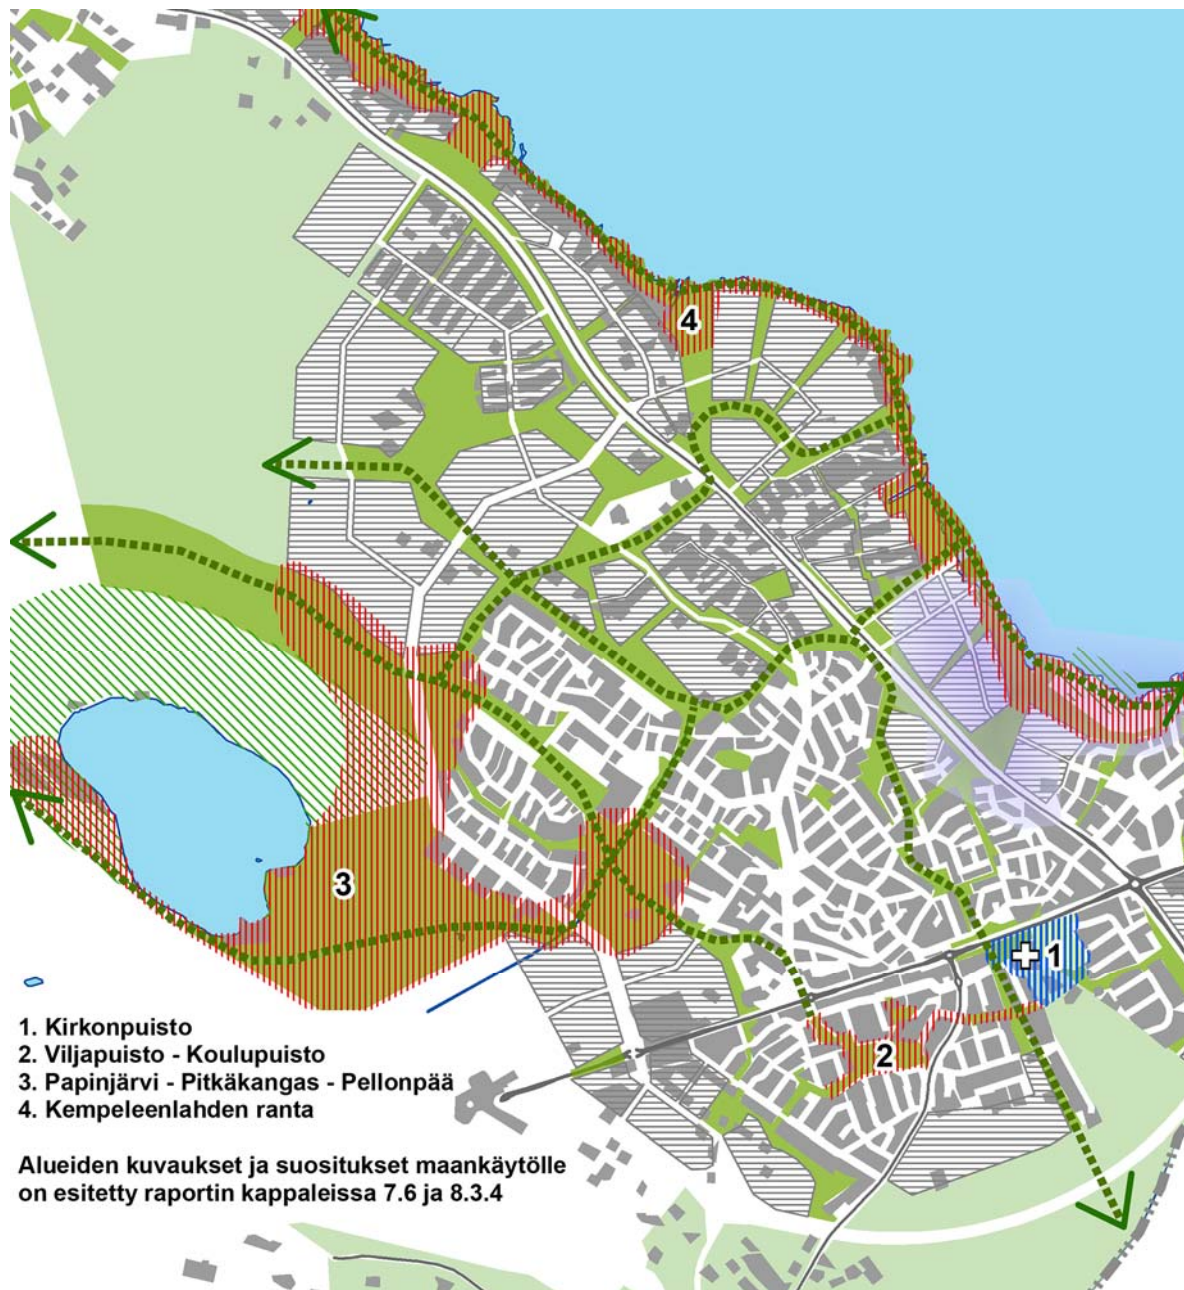 4
3
1
2
1. Kirkonpuisto
2. Viljapuisto - Koulupuisto
3. Papinjärvi - Pitkäkangas - Pellonpää
4. Kempeleenlahden ranta
Alueiden kuvaukset ja suositukset maankäytölle
on esitetty raportin kappaleissa 7.6 ja 8.3.4